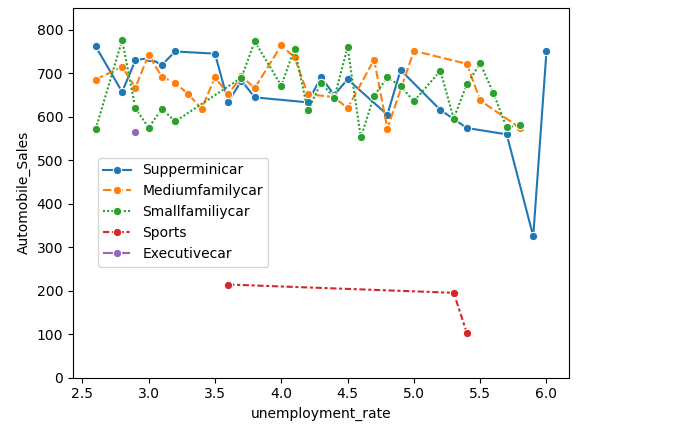 800
700
600
500
400
300
200
100
0
Automobile_Sales
Supperminicar
Mediumfamilycar
Smallfamiliycar
Sports
Executivecar
2.5 3.0 3.5 4.0 4.5 5.0 5.5 6.0
unemployment_rate